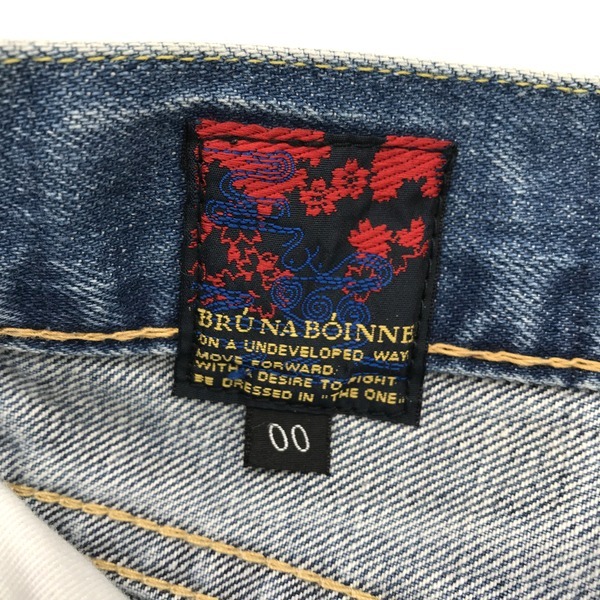 BRÚ NA BÓINNE
ON A UNDEVELOPED WAY
MOVE FORWARD.
WITH A DESIRE TO FIGHT
BE DRESSED IN "THE ONE"
00